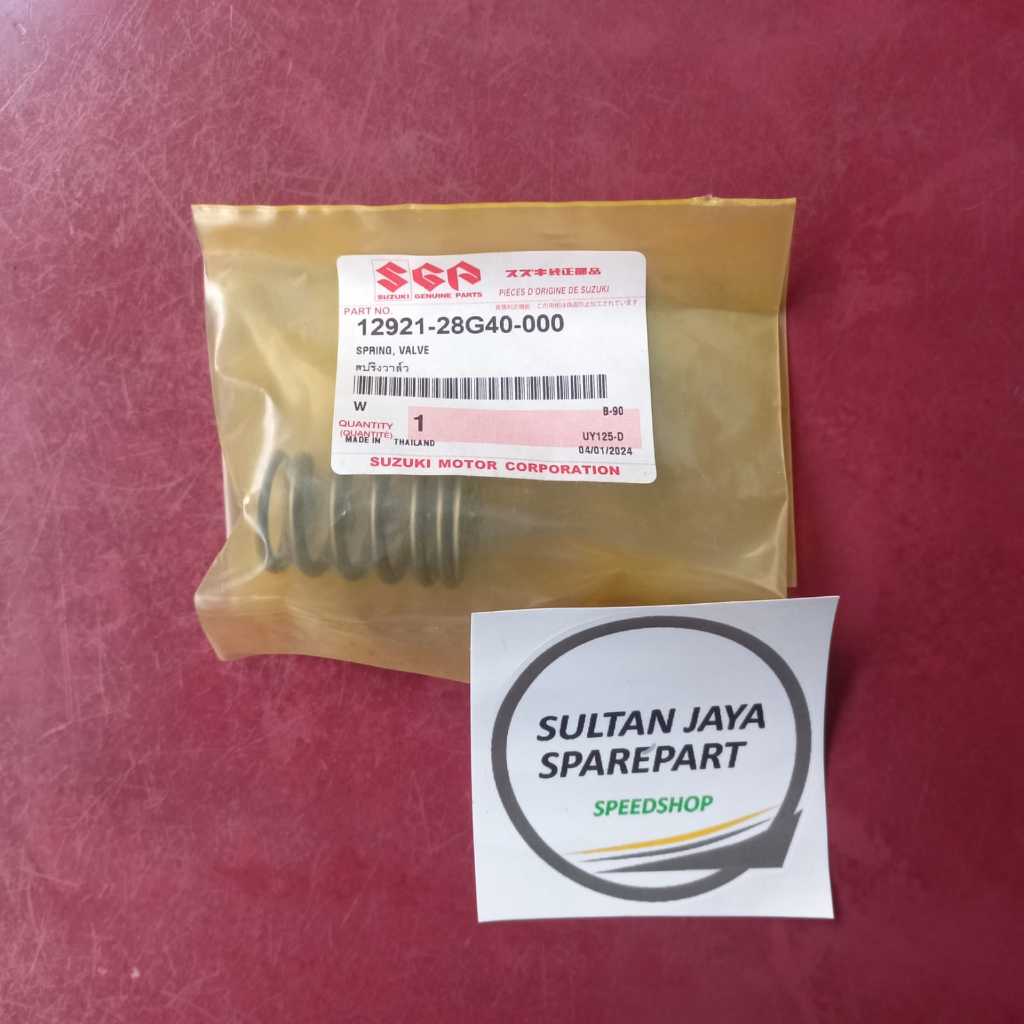 SGP
SUZUKI GENUINE PARTS
スズキ純正部品
PIÈCES D'ORIGINE DE SUZUKI
PART NO.
12921-28G40-000
SPRING, VALVE
สปริงวาล์ว
W
B-90
QUANTITY
(QUANTITÉ)
1
UY125-D
MADE IN THAILAND
04/01/2024
SUZUKI MOTOR CORPORATION
SULTAN JAYA
SPAREPART
SPEEDSHOP